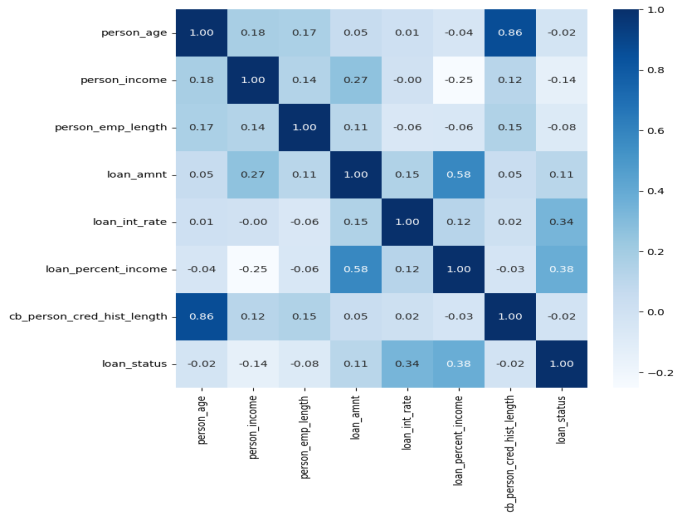 person_age 1.00 0.18 0.17 0.05 0.01 -0.04 0.86 -0.02
person_income 0.18 1.00 0.14 0.27 -0.00 -0.25 0.12 -0.14
person_emp_length 0.17 0.14 1.00 0.11 -0.06 -0.06 0.15 -0.08
loan_amnt 0.05 0.27 0.11 1.00 0.15 0.58 0.05 0.11
loan_int_rate 0.01 -0.00 -0.06 0.15 1.00 0.12 0.02 0.34
loan_percent_income -0.04 -0.25 -0.06 0.58 0.12 1.00 -0.03 0.38
cb_person_cred_hist_length 0.86 0.12 0.15 0.05 0.02 -0.03 1.00 -0.02
loan_status -0.02 -0.14 -0.08 0.11 0.34 0.38 -0.02 1.00
person_age
person_income
person_emp_length
loan_amnt
loan_int_rate
loan_percent_income
cb_person_cred_hist_length
loan_status
1.0
0.8
0.6
0.4
0.2
0.0
−0.2